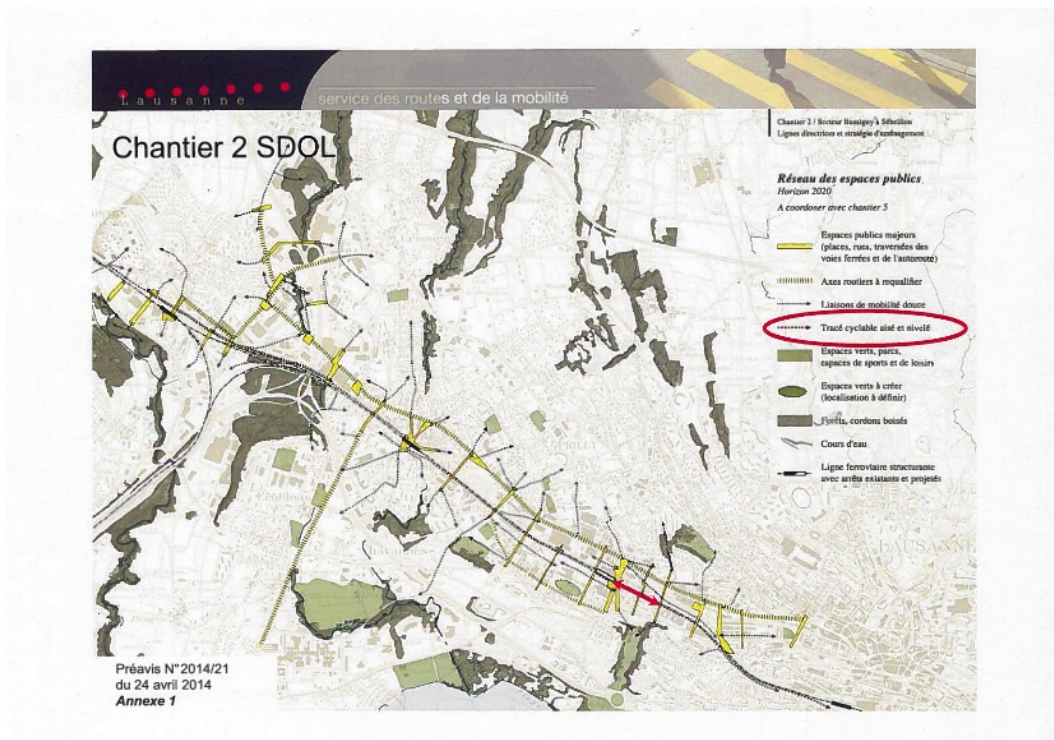 Lausanne
service des routes et de la mobilité
Chantier 2 SDOL
Chantier 2 / Secteur Bussigny à Sébeillon
Lignes directrices et stratégie d'aménagement
Réseau des espaces publics
Horizon 2020
A coordoner avec chantier 5
Espaces publics majeurs
(places, rues, traversées des
voies ferrées et de l'autoroute)
Axes routiers à requalifier
Liaisons de mobilité douce
Tracé cyclable aisé et nivelé
Espaces verts, parcs,
espaces de sports et de loisirs
Espaces verts à créer
(localisation à définir)
Forêts, cordons boisés
Cours d'eau
Ligne ferroviaire structurante
avec arrêts existants et projetés
LAUSANNE
Préavis N° 2014/21
du 24 avril 2014
Annexe 1